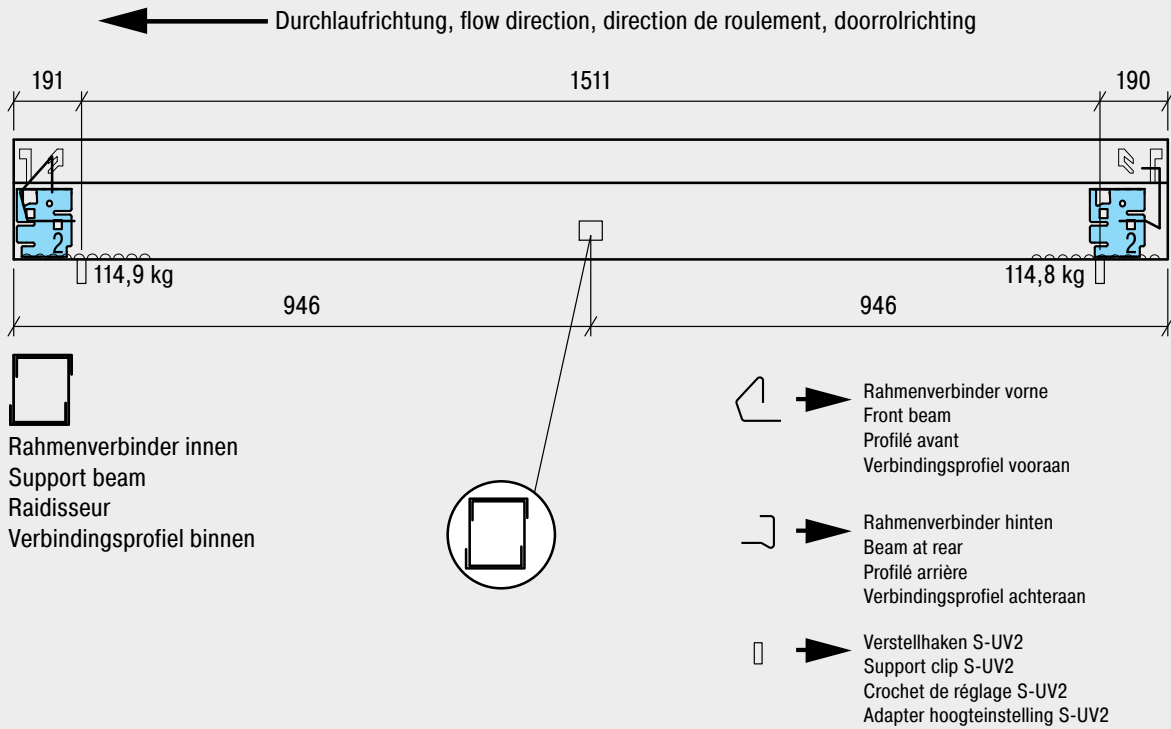 Durchlaufrichtung, flow direction, direction de roulement, doorrolrichting
191
1511
190
2
2
114,9 kg
114,8 kg
946
946
Rahmenverbinder innen
Support beam
Raidisseur
Verbindingsprofiel binnen
Rahmenverbinder vorne
Front beam
Profilé avant
Verbindingsprofiel vooraan
Rahmenverbinder hinten
Beam at rear
Profilé arrière
Verbindingsprofiel achteraan
Verstellhaken S-UV2
Support clip S-UV2
Crochet de réglage S-UV2
Adapter hoogteinstelling S-UV2